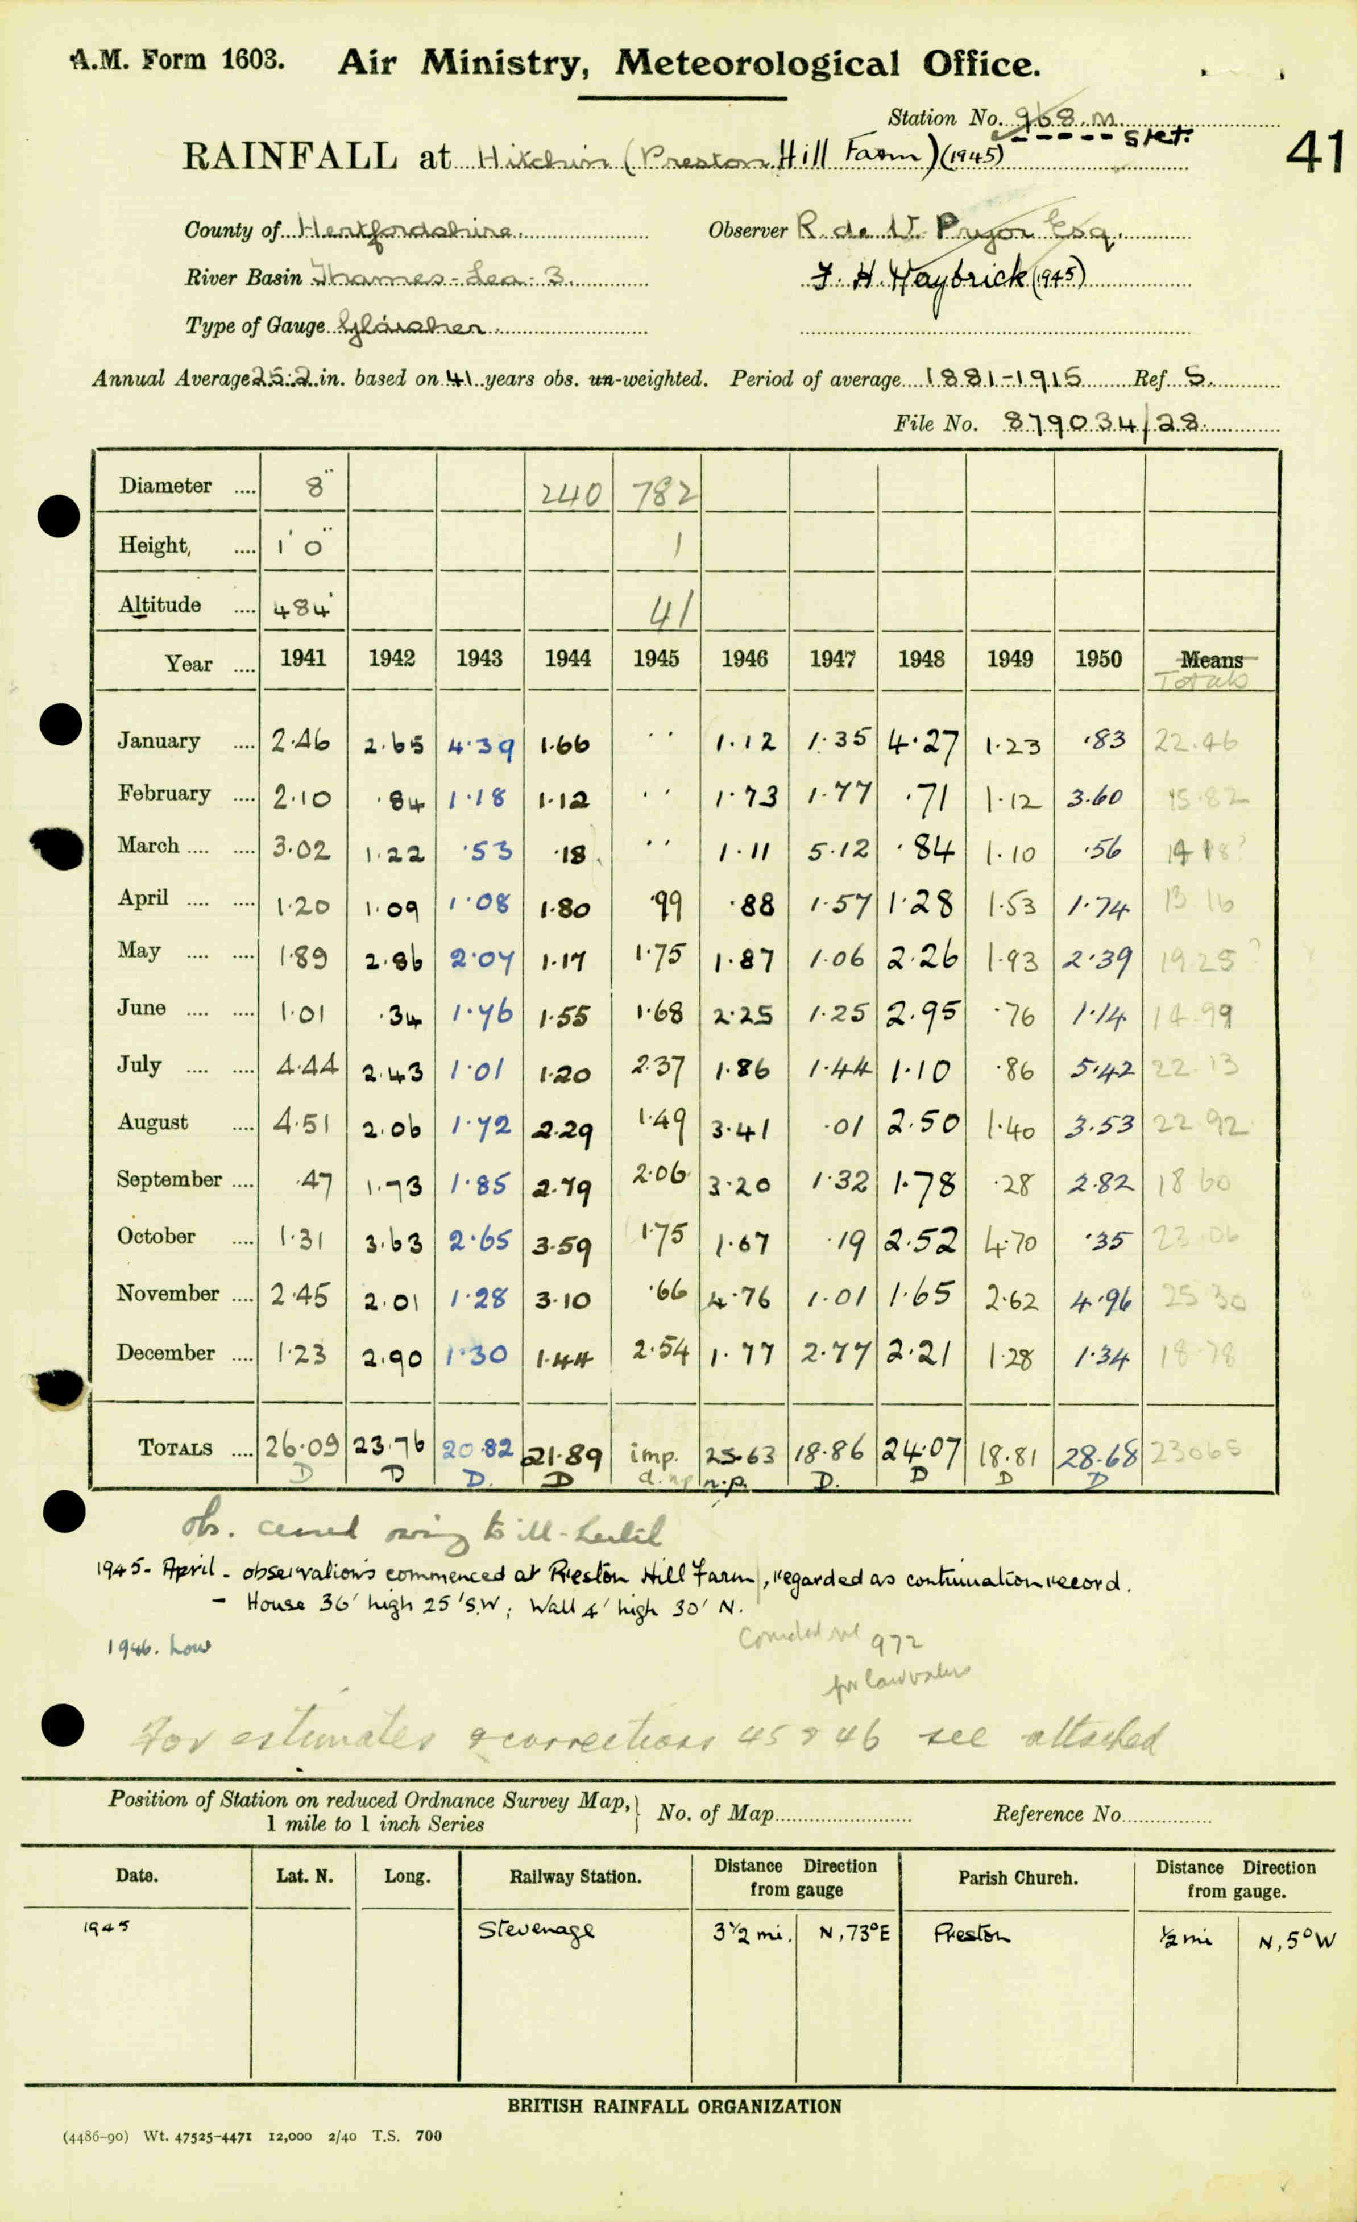 A.M. Form 1603. Air Ministry, Meteorological Office.
Station No. 968.m.
stet.
41
RAINFALL at Hitchin (Preston Hill Farm) (1945)
County of Hertfordshire. Observer R. de V. Pryor Esq.
River Basin Thames-Lea-3. F. H. Maybrick (1945)
Type of Gauge Glaisher.
Annual Average 25.2 in. based on 41 years obs. un-weighted. Period of average 1881-1915 Ref S.
File No. 879034/28
Diameter .... 8" 240 782
Height, .... 1' 0" 1
Altitude .... 484' 41
Year .... 1941 1942 1943 1944 1945 1946 1947 1948 1949 1950 Means
Totals
January .... 2.46 2.65 4.39 1.66 .. 1.12 1.35 4.27 1.23 .83 22.46
February .... 2.10 .84 1.18 1.12 .. 1.73 1.77 .71 1.12 3.60 15.82
March .... .... 3.02 1.22 .53 .18 .. 1.11 5.12 .84 1.10 .56 18?
April .... .... 1.20 1.09 1.08 1.80 .99 .88 1.57 1.28 1.53 1.74 13.16
May .... .... 1.89 2.86 2.07 1.17 1.75 1.87 1.06 2.26 1.93 2.39 19.25?
June .... .... 1.01 .34 1.76 1.55 1.68 2.25 1.25 2.95 .76 1.14 14.99
July .... .... 4.44 2.43 1.01 1.20 2.37 1.86 1.44 1.10 .86 5.42 22.13
August .... 4.51 2.06 1.72 2.29 1.49 3.41 .01 2.50 1.40 3.53 22.92
September .... .47 1.73 1.85 2.79 2.06 3.20 1.32 1.78 .28 2.82 18.60
October .... 1.31 3.63 2.65 3.59 1.75 1.67 .19 2.52 4.70 .35 23.06
November .... 2.45 2.01 1.28 3.10 .66 4.76 1.01 1.65 2.62 4.96 25.30
December .... 1.23 2.90 1.30 1.44 2.54 1.77 2.77 2.21 1.28 1.34 18.78
TOTALS .... 26.09 23.76 20.82 21.89 imp. 25.63 18.86 24.07 18.81 28.68 23065
D D D. D d. np n.p. D. D D D
obs. ceased owing to ill-health
1945 - April - observations commenced at Preston Hill Farm, regarded as continuation record.
- House 36' high 25' S.W; Wall 4' high 30' N.
1946. Low
972
for low values
For estimates & corrections 45 & 46 see attached
Position of Station on reduced Ordnance Survey Map, 1 mile to 1 inch Series } No. of Map Reference No.
Date. Lat. N. Long. Railway Station. Distance Direction from gauge Parish Church. Distance Direction from gauge.
1945 Stevenage 3½ mi. N, 73°E Preston ½ mi N, 5°W
BRITISH RAINFALL ORGANIZATION
(4486-90) Wt. 47525-4471 12,000 2/40 T.S. 700